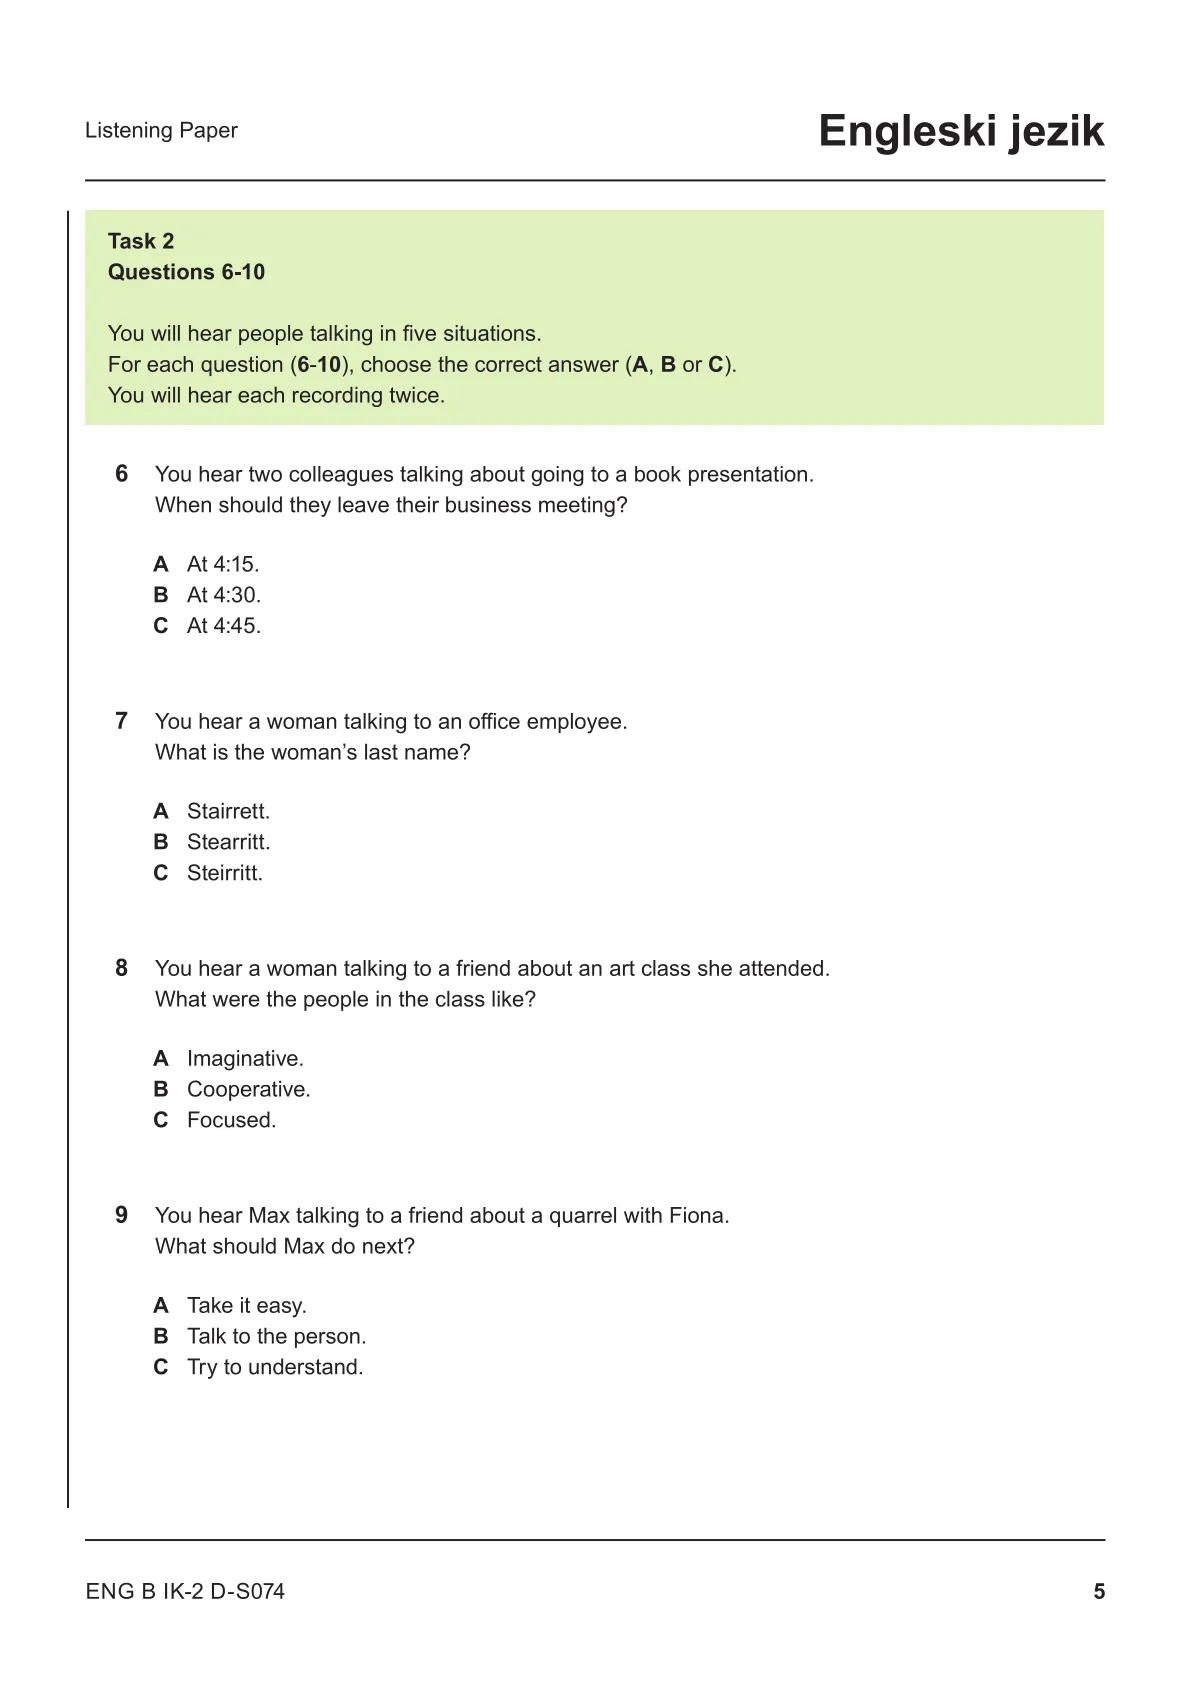 Listening Paper
Engleski jezik
Task 2
Questions 6-10
You will hear people talking in five situations.
For each question (6-10), choose the correct answer (A, B or C).
You will hear each recording twice.
6 You hear two colleagues talking about going to a book presentation.
When should they leave their business meeting?
A At 4:15.
B At 4:30.
C At 4:45.
7 You hear a woman talking to an office employee.
What is the woman’s last name?
A Stairrett.
B Stearritt.
C Steirritt.
8 You hear a woman talking to a friend about an art class she attended.
What were the people in the class like?
A Imaginative.
B Cooperative.
C Focused.
9 You hear Max talking to a friend about a quarrel with Fiona.
What should Max do next?
A Take it easy.
B Talk to the person.
C Try to understand.
ENG B IK-2 D-S074
5